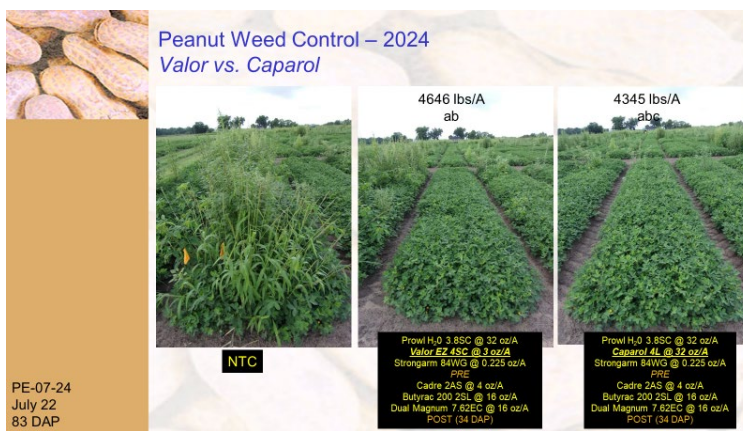 Peanut Weed Control – 2024
Valor vs. Caparol
4646 lbs/A
ab
4345 lbs/A
abc
NTC
Prowl H₂0 3.8SC @ 32 oz/A
Valor EZ 4SC @ 3 oz/A
Strongarm 84WG @ 0.225 oz/A
PRE
Cadre 2AS @ 4 oz/A
Butyrac 200 2SL @ 16 oz/A
Dual Magnum 7.62EC @ 16 oz/A
POST (34 DAP)
Prowl H₂0 3.8SC @ 32 oz/A
Caparol 4L @ 32 oz/A
Strongarm 84WG @ 0.225 oz/A
PRE
Cadre 2AS @ 4 oz/A
Butyrac 200 2SL @ 16 oz/A
Dual Magnum 7.62EC @ 16 oz/A
POST (34 DAP)
PE-07-24
July 22
83 DAP